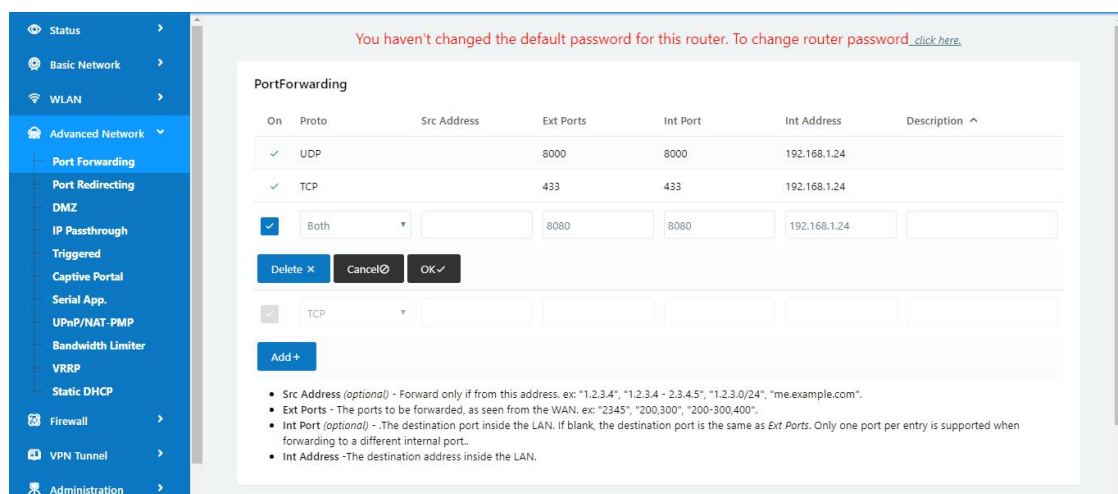 You haven't changed the default password for this router. To change router password click here.
Status
Basic Network
WLAN
Advanced Network
Port Forwarding
Port Redirecting
DMZ
IP Passthrough
Triggered
Captive Portal
Serial App.
UPnP/NAT-PMP
Bandwidth Limiter
VRRP
Static DHCP
Firewall
VPN Tunnel
Administration
PortForwarding
On Proto Src Address Ext Ports Int Port Int Address Description
UDP 8000 8000 192.168.1.24
TCP 433 433 192.168.1.24
Both 8080 8080 192.168.1.24
Delete Cancel OK
TCP
Add +
Src Address (optional) - Forward only if from this address. ex: "1.2.3.4", "1.2.3.4 - 2.3.4.5", "1.2.3.0/24", "me.example.com".
Ext Ports - The ports to be forwarded, as seen from the WAN. ex: "2345", "200,300", "200-300,400".
Int Port (optional) - .The destination port inside the LAN. If blank, the destination port is the same as Ext Ports. Only one port per entry is supported when
forwarding to a different internal port..
Int Address -The destination address inside the LAN.